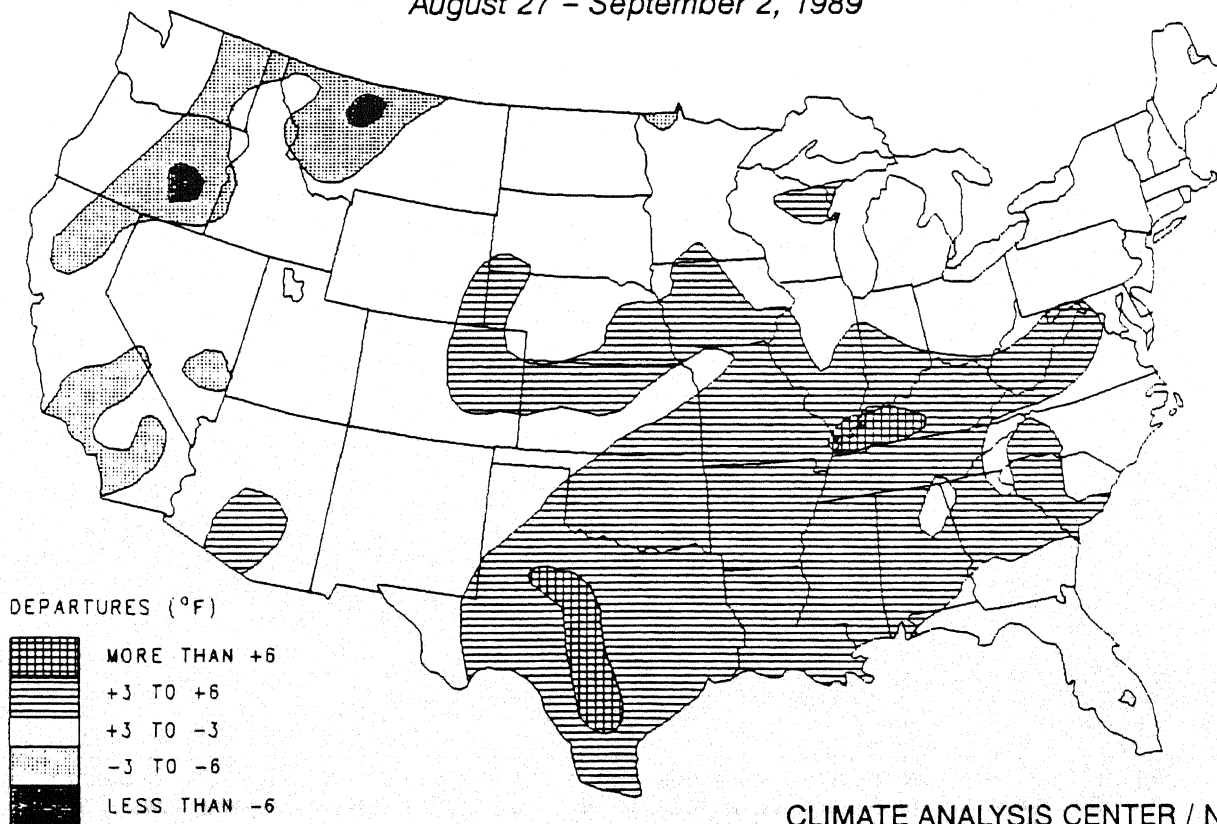 August 27 – September 2, 1989
DEPARTURES (°F)
MORE THAN +6
+3 TO +6
+3 TO -3
-3 TO -6
LESS THAN -6
CLIMATE ANALYSIS CENTER / N